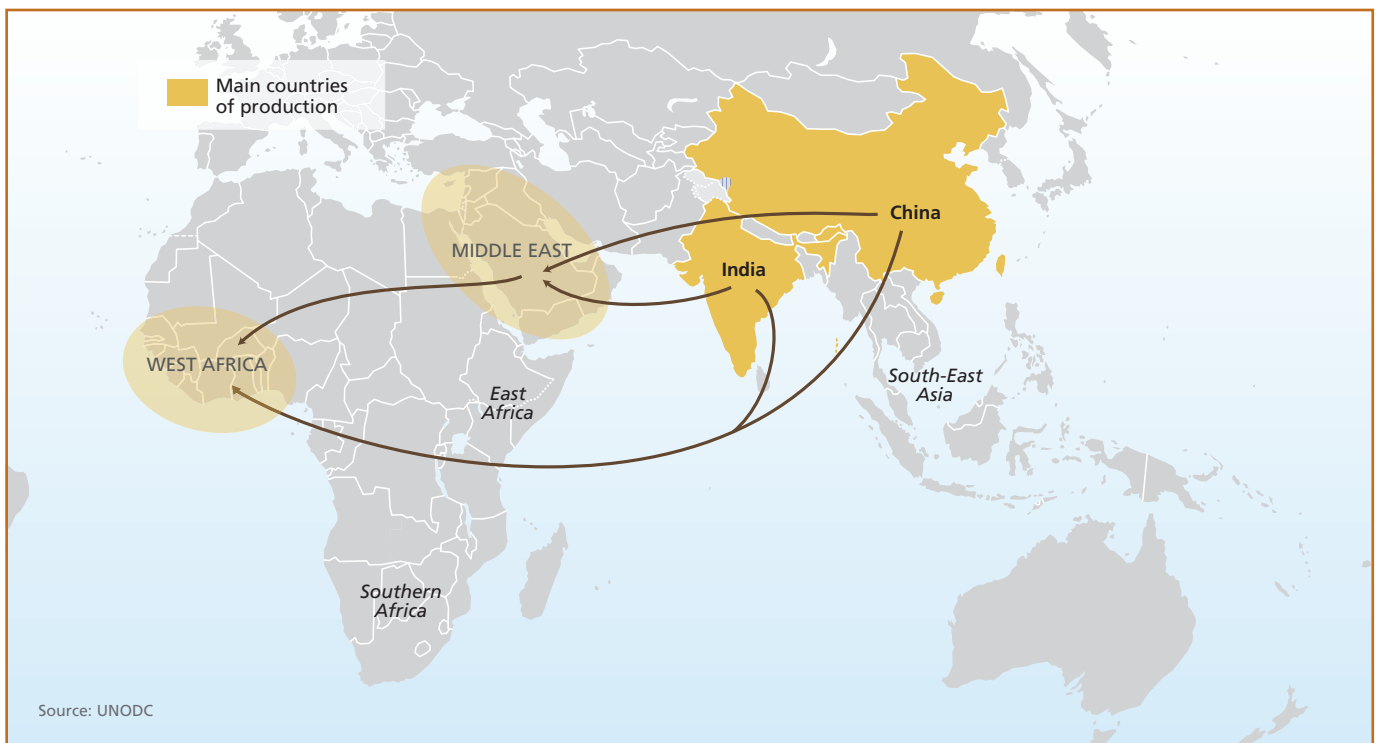 Main countries
of production
China
MIDDLE EAST
India
WEST AFRICA
South-East
Asia
East
Africa
Southern
Africa
Source: UNODC